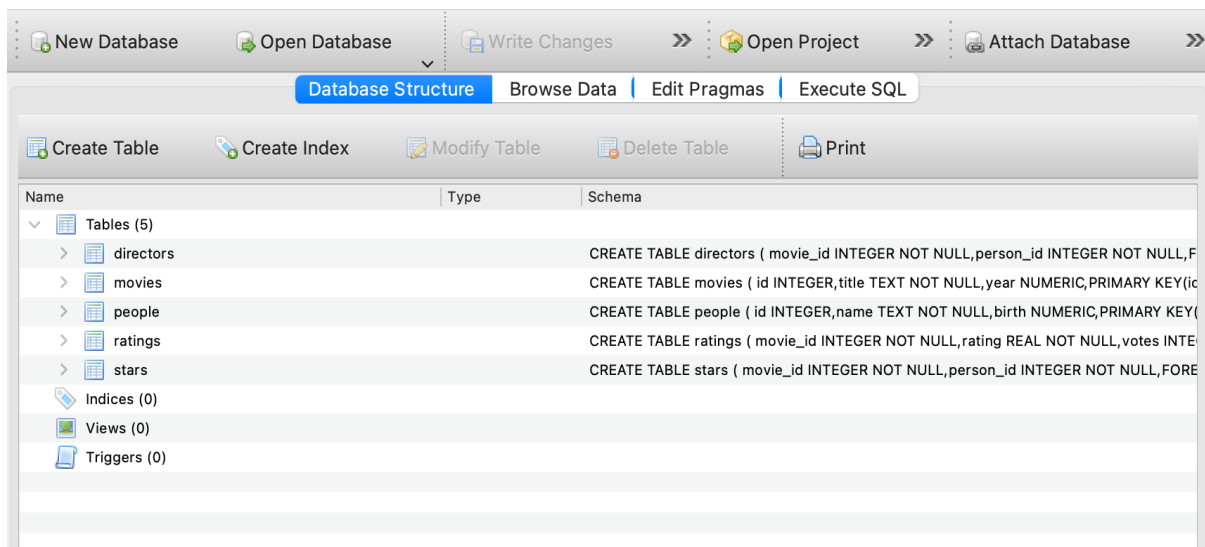 New Database Open Database Write Changes Open Project Attach Database
Database Structure Browse Data Edit Pragmas Execute SQL
Create Table Create Index Modify Table Delete Table Print
Name Type Schema
Tables (5)
directors CREATE TABLE directors ( movie_id INTEGER NOT NULL,person_id INTEGER NOT NULL,F
movies CREATE TABLE movies ( id INTEGER,title TEXT NOT NULL,year NUMERIC,PRIMARY KEY(id
people CREATE TABLE people ( id INTEGER,name TEXT NOT NULL,birth NUMERIC,PRIMARY KEY(
ratings CREATE TABLE ratings ( movie_id INTEGER NOT NULL,rating REAL NOT NULL,votes INTE
stars CREATE TABLE stars ( movie_id INTEGER NOT NULL,person_id INTEGER NOT NULL,FORE
Indices (0)
Views (0)
Triggers (0)